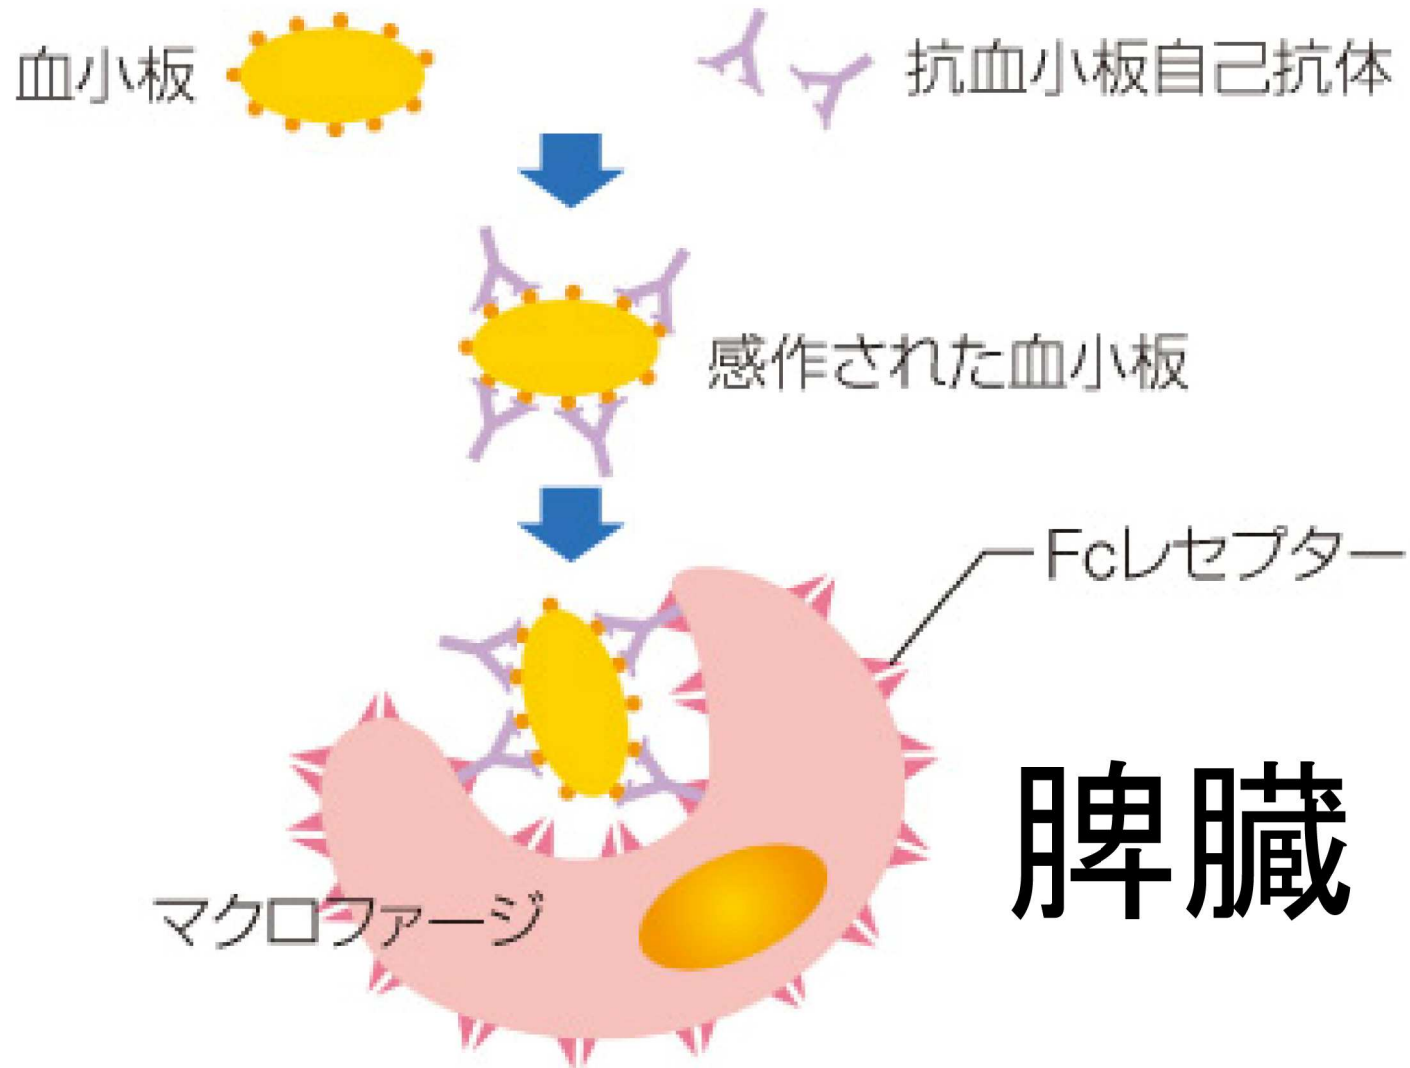 血小板
抗血小板自己抗体
感作された血小板
Fcレセプター
脾臓
マクロファージ